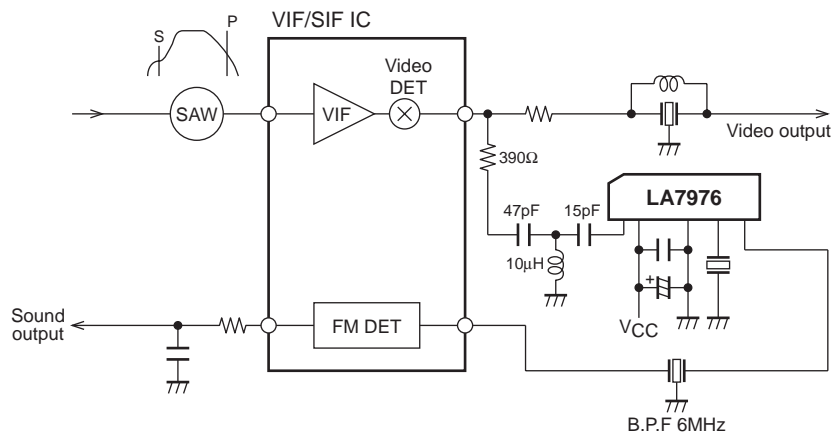 VIF/SIF IC
S
P
Video
DET
SAW
VIF
Video output
390Ω
LA7976
47pF
15pF
10μH
+
VCC
Sound
output
FM DET
B.P.F 6MHz